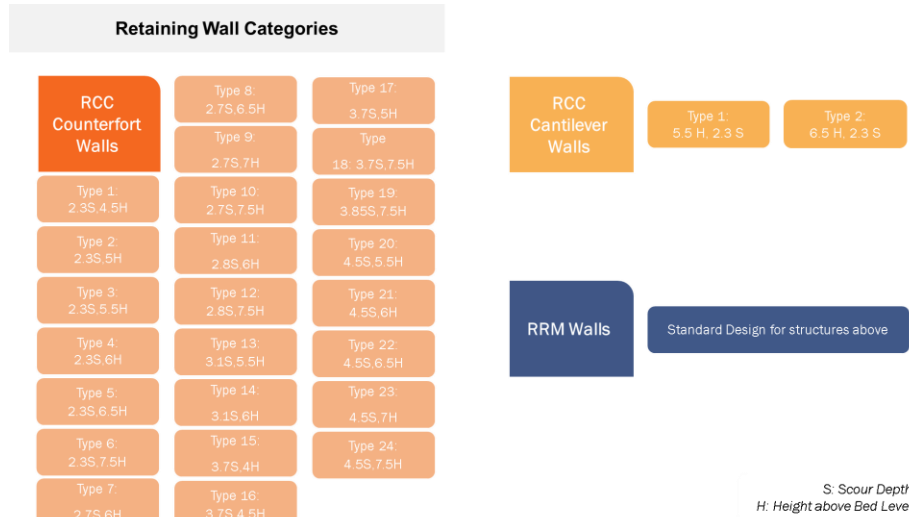 Retaining Wall Categories
RCC
Counterfort
Walls
Type 1:
2.3S,4.5H
Type 2:
2.3S,5H
Type 3:
2.3S,5.5H
Type 4:
2.3S,6H
Type 5:
2.3S,6.5H
Type 6:
2.3S,7.5H
Type 7:
2.7S,6H
Type 8:
2.7S,6.5H
Type 9:
2.7S,7H
Type 10:
2.7S,7.5H
Type 11:
2.8S,6H
Type 12:
2.8S,7.5H
Type 13:
3.1S,5.5H
Type 14:
3.1S,6H
Type 15:
3.7S,4H
Type 16:
3.7S,4.5H
Type 17:
3.7S,5H
Type
18: 3.7S,7.5H
Type 19:
3.85S,7.5H
Type 20:
4.5S,5.5H
Type 21:
4.5S,6H
Type 22:
4.5S,6.5H
Type 23:
4.5S,7H
Type 24:
4.5S,7.5H
RCC
Cantilever
Walls
Type 1:
5.5 H, 2.3 S
Type 2:
6.5 H, 2.3 S
RRM Walls
Standard Design for structures above
S: Scour Depth
H: Height above Bed Leve